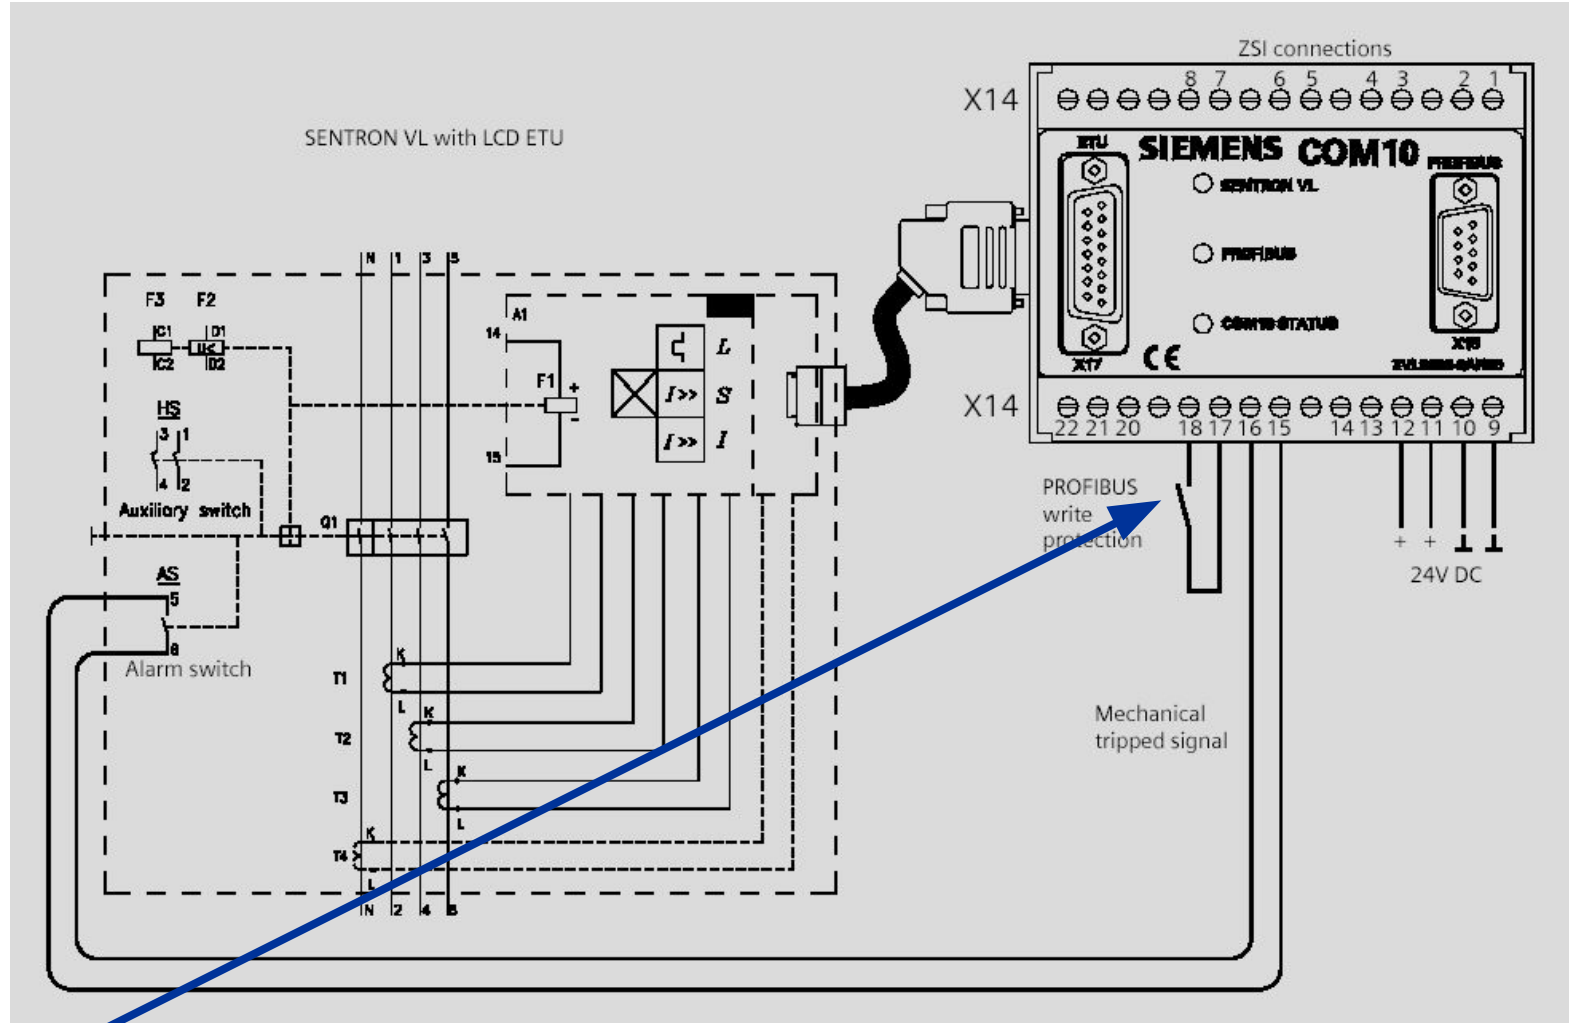 ZSI connections
X14
8 7 6 5 4 3 2 1
SENTRON VL with LCD ETU
ETU
SIEMENS COM10
PROFIBUS
SENTRON VL
PROFIBUS
COM10 STATUS
X17
X14
22 21 20 18 17 16 15 14 13 12 11 10 9
N 1 3 5
F3 F2
C1 D1
U<
C2 D2
A1
14
F1
+
-
15
L
I>> S
I>> I
HS
3 1
4 2
Auxiliary switch
Q1
AS
5
6
Alarm switch
PROFIBUS
write
protection
+ +
24V DC
K
T1
L
K
T2
L
K
T3
L
K
T4
L
N 2 4 6
Mechanical
tripped signal